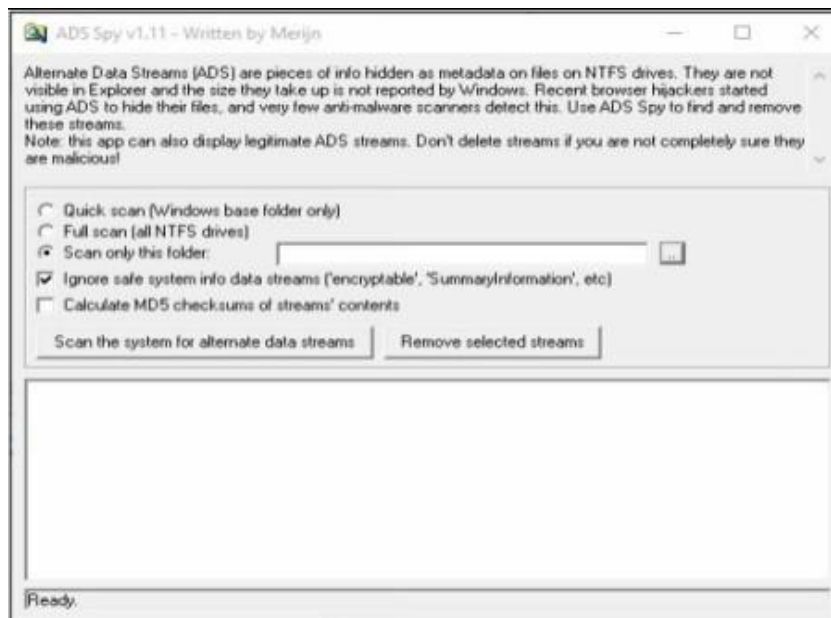 ADS Spy v1.11 - Written by Merijn
Alternate Data Streams (ADS) are pieces of info hidden as metadata on files on NTFS drives. They are not
visible in Explorer and the size they take up is not reported by Windows. Recent browser hijackers started
using ADS to hide their files, and very few anti-malware scanners detect this. Use ADS Spy to find and remove
these streams.
Note: this app can also display legitimate ADS streams. Don't delete streams if you are not completely sure they
are malicious!
Quick scan (Windows base folder only)
Full scan (all NTFS drives)
Scan only this folder:
..
Ignore safe system info data streams ('encryptable', 'SummaryInformation', etc)
Calculate MD5 checksums of streams' contents
Scan the system for alternate data streams
Remove selected streams
Ready.